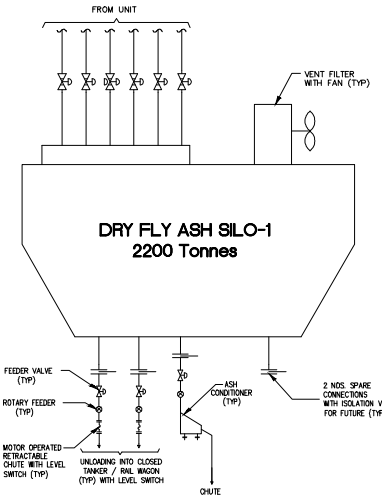 FROM UNIT
VENT FILTER
WITH FAN (TYP)
DRY FLY ASH SILO-1
2200 Tonnes
FEEDER VALVE
(TYP)
ROTARY FEEDER
(TYP)
MOTOR OPERATED
RETRACTABLE
CHUTE WITH LEVEL
SWITCH (TYP)
UNLOADING INTO CLOSED
TANKER / RAIL WAGON
(TYP) WITH LEVEL SWITCH
ASH
CONDITIONER
(TYP)
CHUTE
2 NOS. SPARE
CONNECTIONS
WITH ISOLATION V
FOR FUTURE (TYP